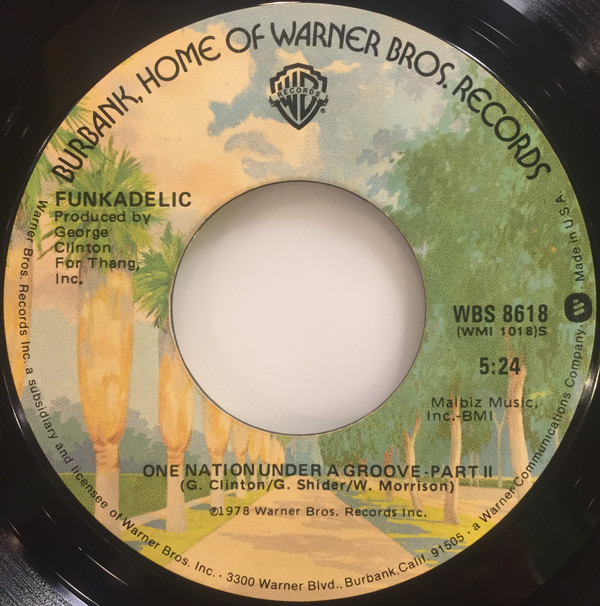 BURBANK, HOME OF WARNER BROS. RECORDS
WB
RECORDS
®
FUNKADELIC
Produced by
George
Clinton
For Thang,
Inc.
WBS 8618
(WMI 1018)S
5:24
Malbiz Music,
Inc.-BMI
ONE NATION UNDER A GROOVE-PART II
(G. Clinton/G. Shider/W. Morrison)
℗1978 Warner Bros. Records Inc.
Warner Bros. Records Inc. a subsidiary and licensee of Warner Bros. Inc. · 3300 Warner Blvd., Burbank, Calif. 91505 · a Warner Communications Company · Made in U.S.A.